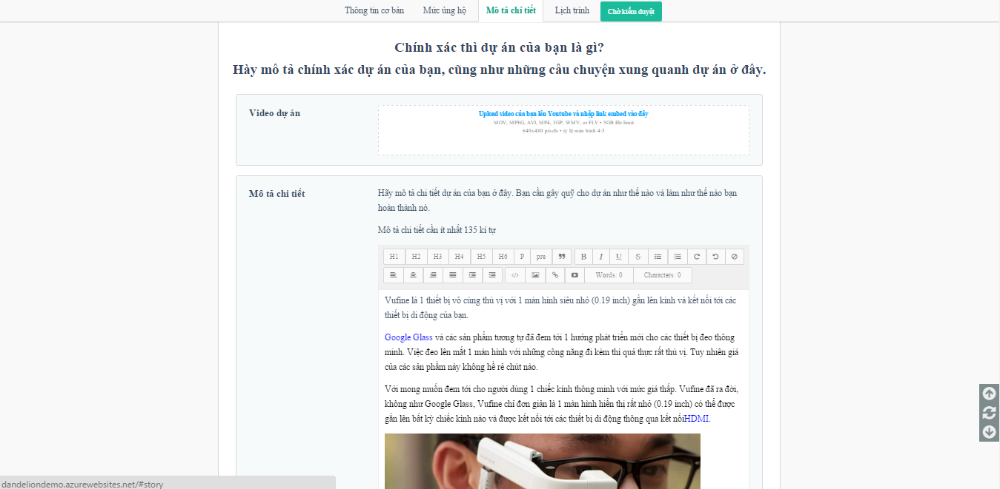 Thông tin cơ bản Mức ủng hộ Mô tả chi tiết Lịch trình Chờ kiểm duyệt
Chính xác thì dự án của bạn là gì?
Hày mô tả chính xác dự án của bạn, cũng như những câu chuyện xung quanh dự án ở đây.
Video dự án
Upload video của bạn lên Youtube và nhập link embed vào đây
MOV, MPEG, AVI, MP4, 3GP, WMV, or FLV • 5GB file limit
640x480 pixels • tỷ lệ màn hình 4:3
Mô tả chi tiết
Hãy mô tả chi tiết dự án của bạn ở đây. Bạn cần gây quỹ cho dự án như thế nào và làm như thế nào bạn
hoàn thành nó.
Mô tả chi tiết cần ít nhất 135 kí tự
H1 H2 H3 H4 H5 H6 P pre B I U S
Words: 0 Characters: 0
Vufine là 1 thiết bị vô cùng thú vị với 1 màn hình siêu nhỏ (0.19 inch) gắn lên kính và kết nối tới các
thiết bị di động của bạn.
Google Glass và các sản phẩm tương tự đã đem tới 1 hướng phát triển mới cho các thiết bị đeo thông
minh. Việc đeo lên mắt 1 màn hình với những công năng đi kèm thì quả thực rất thú vị. Tuy nhiên giá
của các sản phẩm này không hề rẻ chút nào.
Với mong muốn đem tới cho người dùng 1 chiếc kính thông minh với mức giá thấp. Vufine đã ra đời,
không như Google Glass, Vufine chỉ đơn giản là 1 màn hình hiển thị rất nhỏ (0.19 inch) có thể được
gắn lên bất kỳ chiếc kính nào và được kết nối tới các thiết bị di động thông qua kết nốiHDMI.
dandeliondemo.azurewebsites.net/#story